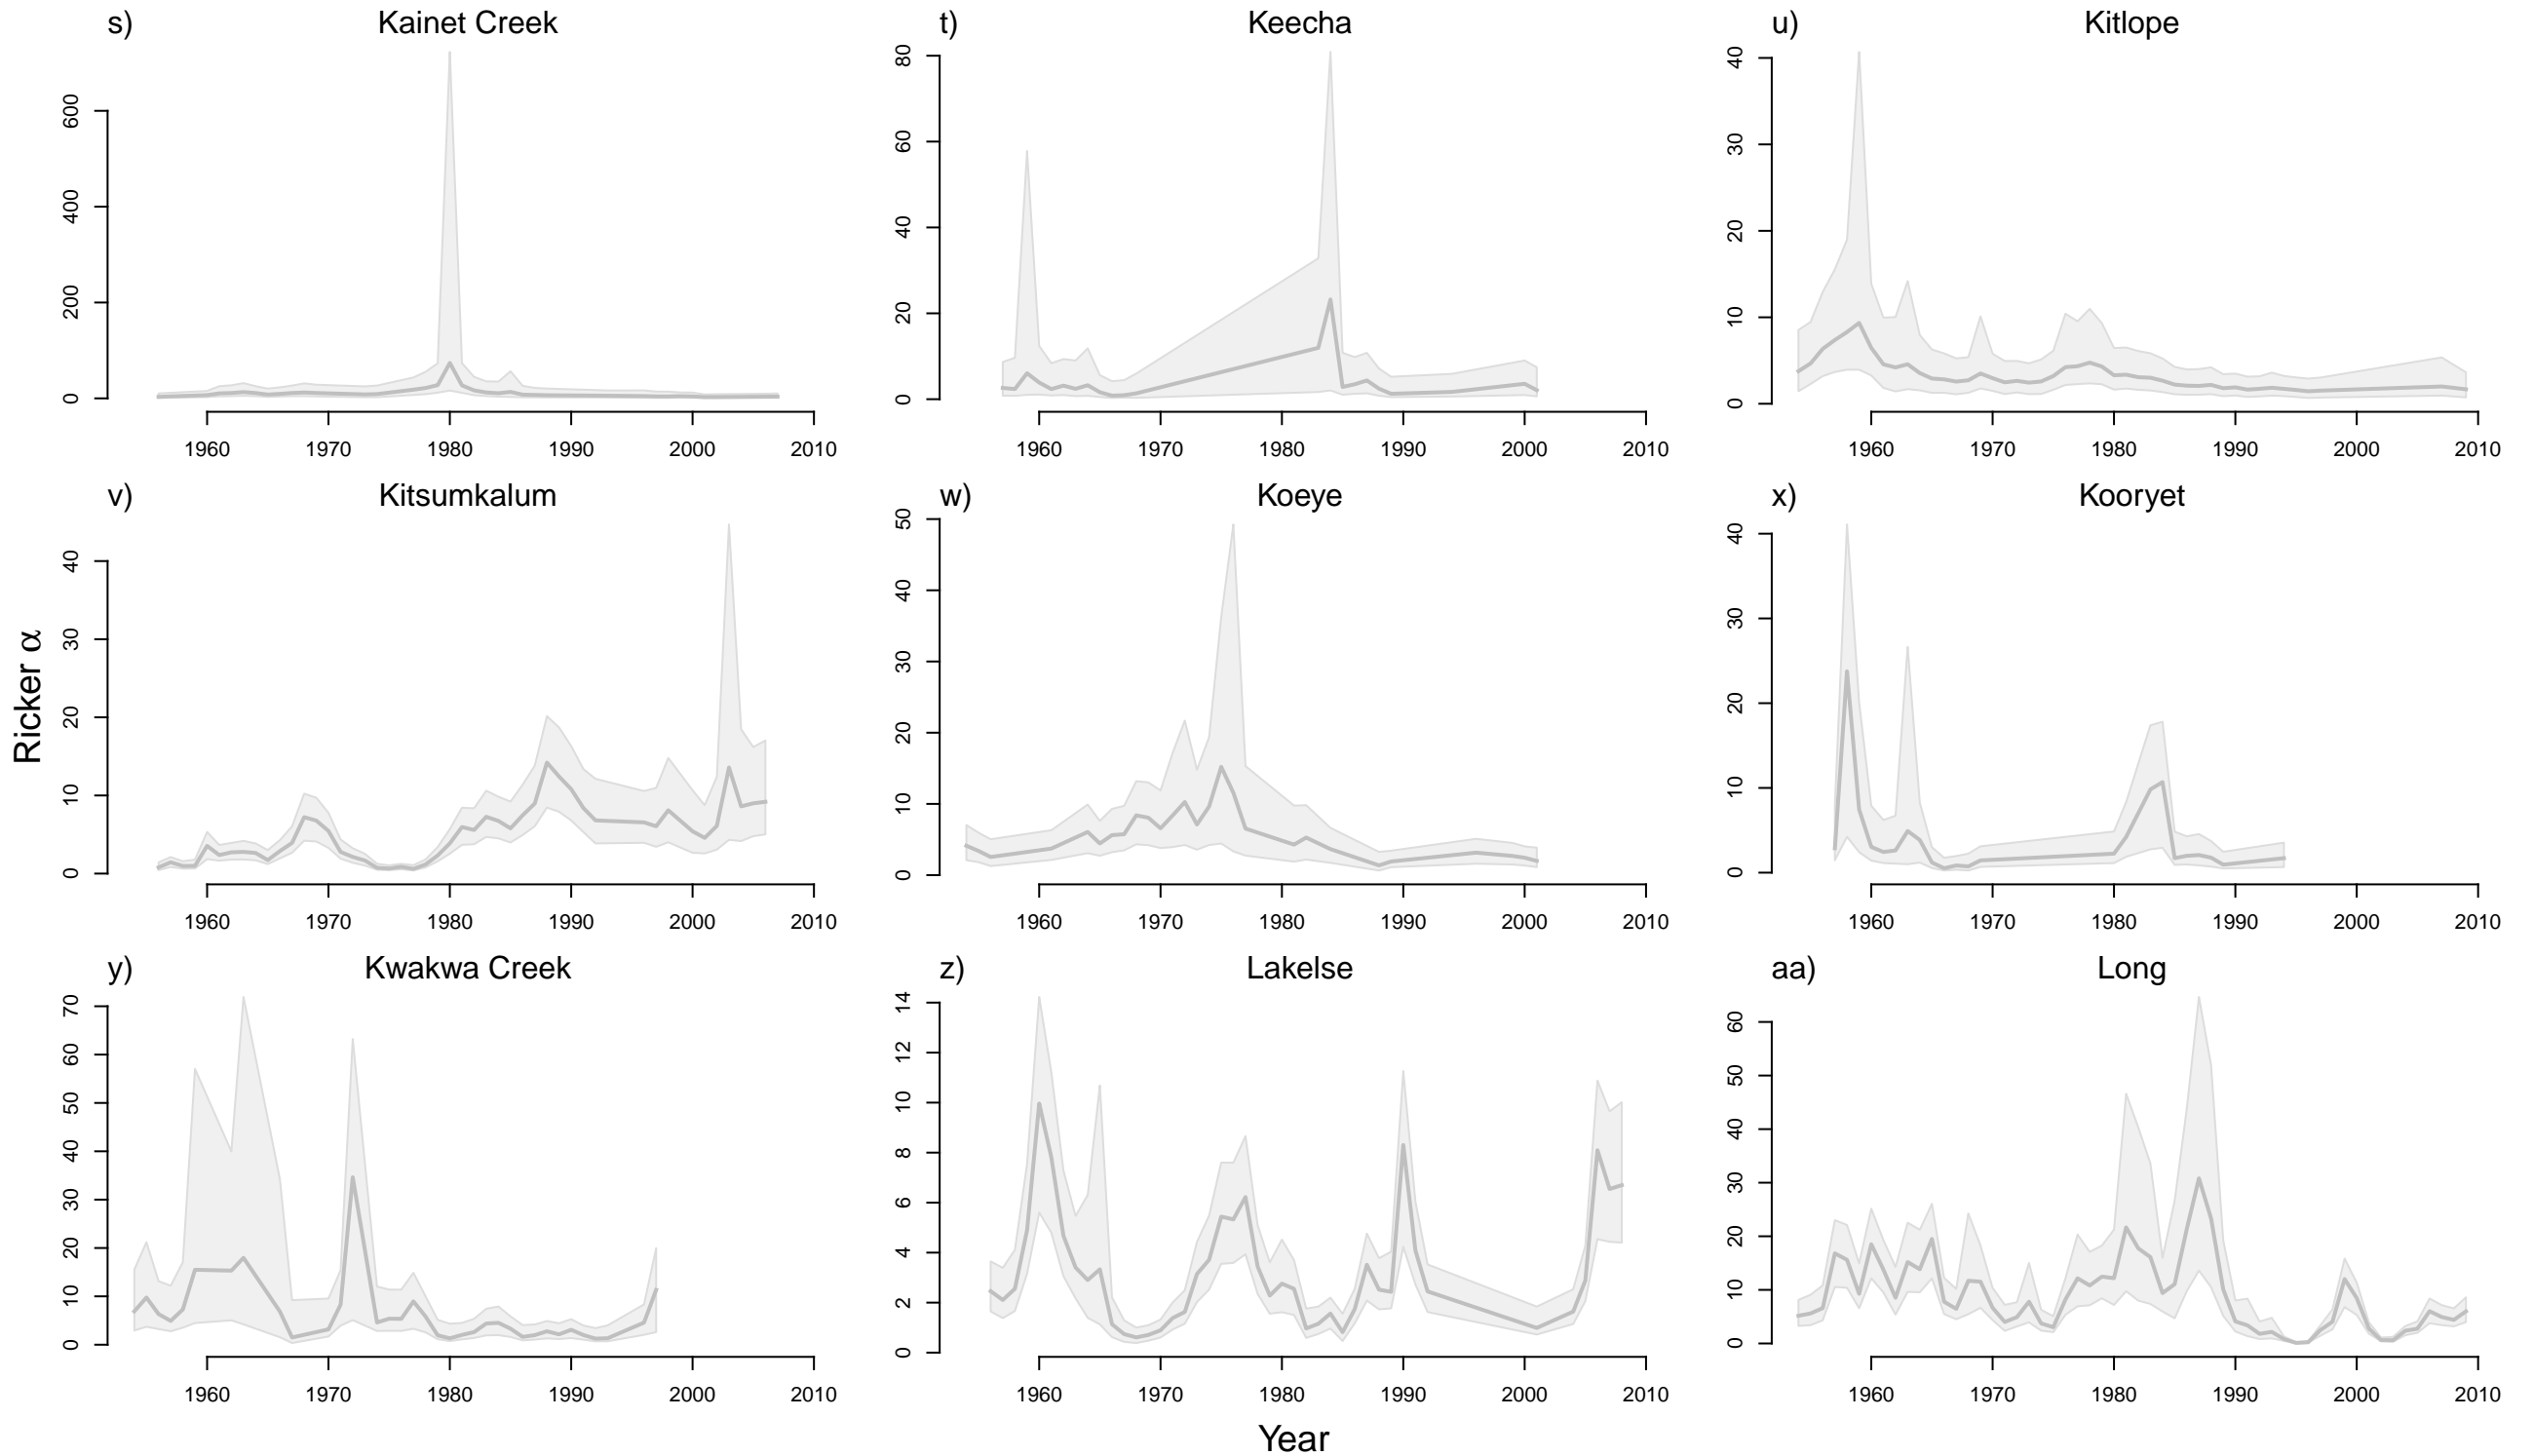 s) Kainet Creek
0 200 400 600
1960 1970 1980 1990 2000 2010
t) Keecha
0 20 40 60 80
1960 1970 1980 1990 2000 2010
u) Kitlope
0 10 20 30 40
1960 1970 1980 1990 2000 2010
Ricker α
v) Kitsumkalum
0 10 20 30 40
1960 1970 1980 1990 2000 2010
w) Koeye
0 10 20 30 40 50
1960 1970 1980 1990 2000 2010
x) Kooryet
0 10 20 30 40
1960 1970 1980 1990 2000 2010
y) Kwakwa Creek
0 10 20 30 40 50 60 70
1960 1970 1980 1990 2000 2010
z) Lakelse
0 2 4 6 8 10 12 14
1960 1970 1980 1990 2000 2010
aa) Long
0 10 20 30 40 50 60
1960 1970 1980 1990 2000 2010
Year